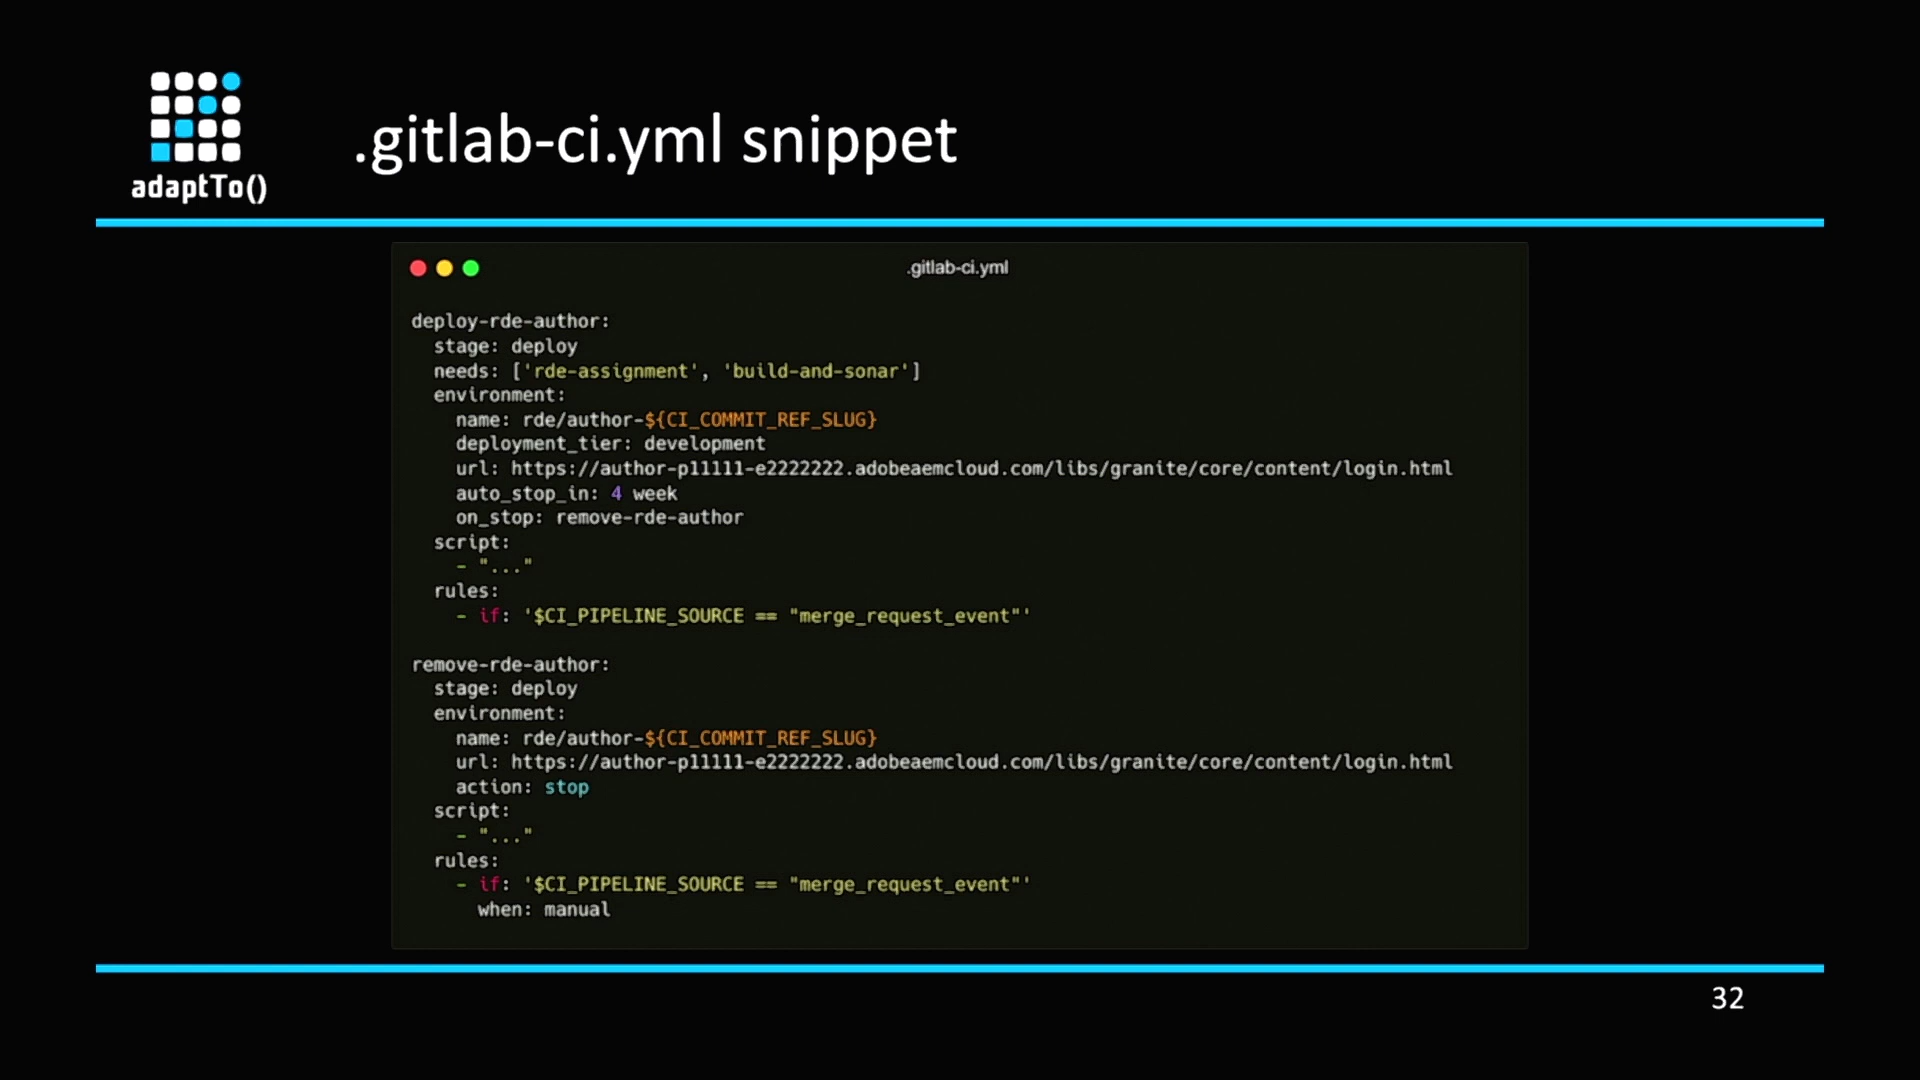 adaptTo()
.gitlab-ci.yml snippet
.gitlab-ci.yml
deploy-rde-author:
  stage: deploy
  needs: ['rde-assignment', 'build-and-sonar']
  environment:
    name: rde/author-${CI_COMMIT_REF_SLUG}
    deployment_tier: development
    url: https://author-p11111-e2222222.adobeaemcloud.com/libs/granite/core/content/login.html
    auto_stop_in: 4 week
    on_stop: remove-rde-author
  script:
    - "..."
  rules:
    - if: '$CI_PIPELINE_SOURCE == "merge_request_event"'
remove-rde-author:
  stage: deploy
  environment:
    name: rde/author-${CI_COMMIT_REF_SLUG}
    url: https://author-p11111-e2222222.adobeaemcloud.com/libs/granite/core/content/login.html
    action: stop
  script:
    - "..."
  rules:
    - if: '$CI_PIPELINE_SOURCE == "merge_request_event"'
      when: manual
32